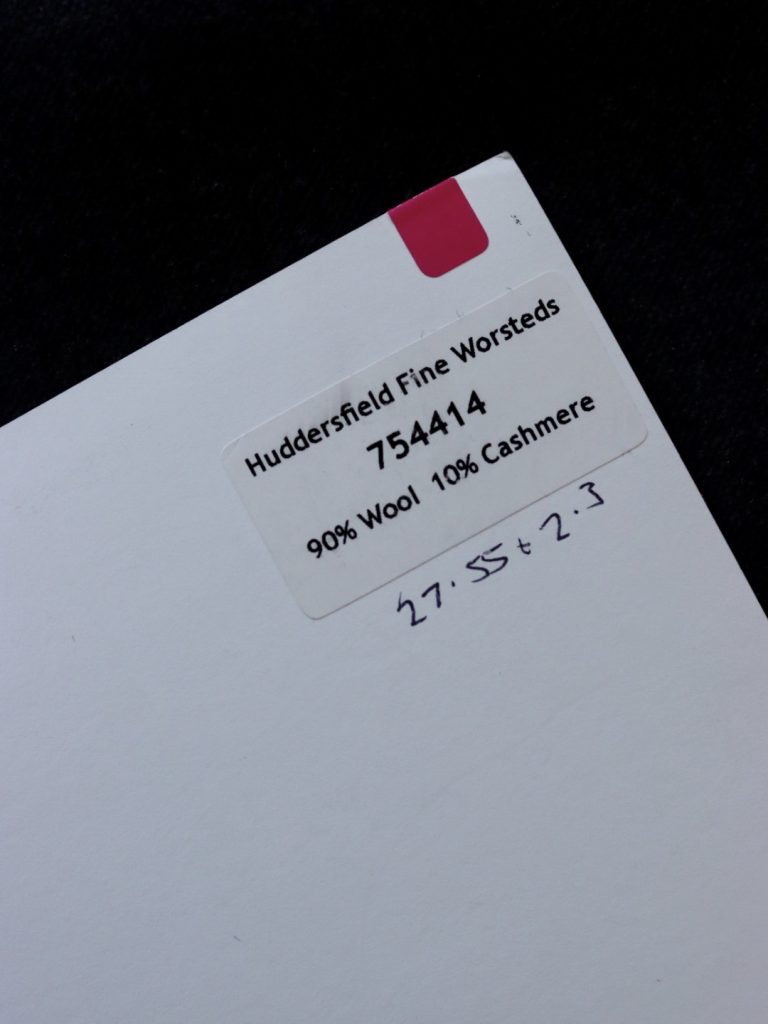 Huddersfield Fine Worsteds
754414
90% Wool 10% Cashmere
27.55 + 2.3